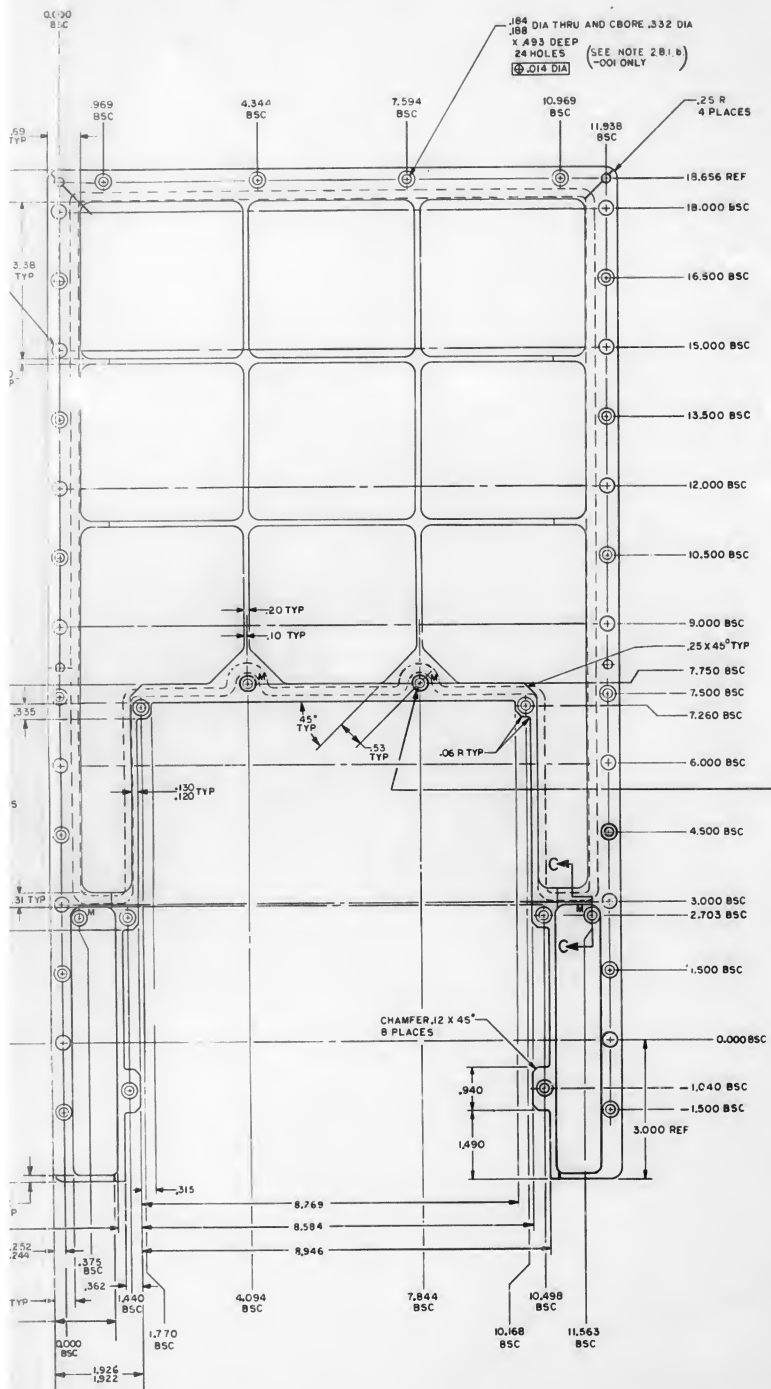 0.000
BSC
.184
.188 DIA THRU AND CBORE .332 DIA
X .493 DEEP
24 HOLES (SEE NOTE 2.8.1.b)
-001 ONLY
⌖ .014 DIA
.969
BSC
4.344
BSC
7.594
BSC
10.969
BSC
11.938
BSC
.25 R
4 PLACES
.69
TYP
18.656 REF
18.000 BSC
3.38
TYP
16.500 BSC
15.000 BSC
13.500 BSC
12.000 BSC
10.500 BSC
9.000 BSC
.20 TYP
.10 TYP
.25 X 45° TYP
M
M
7.750 BSC
7.500 BSC
7.260 BSC
.335
45°
TYP
.53
TYP
.06 R TYP
6.000 BSC
.130
.120 TYP
4.500 BSC
C
.31 TYP
3.000 BSC
M
M
2.703 BSC
C
1.500 BSC
CHAMFER .12 X 45°
8 PLACES
0.000 BSC
.940
1.040 BSC
1.500 BSC
3.000 REF
1.490
.315
8.269
8.584
8.946
.252
.244
.375
BSC
.362
TYP
1.440
BSC
4.094
BSC
7.844
BSC
10.498
BSC
0.000
BSC
1.770
BSC
10.168
BSC
11.563
BSC
1.926
1.922